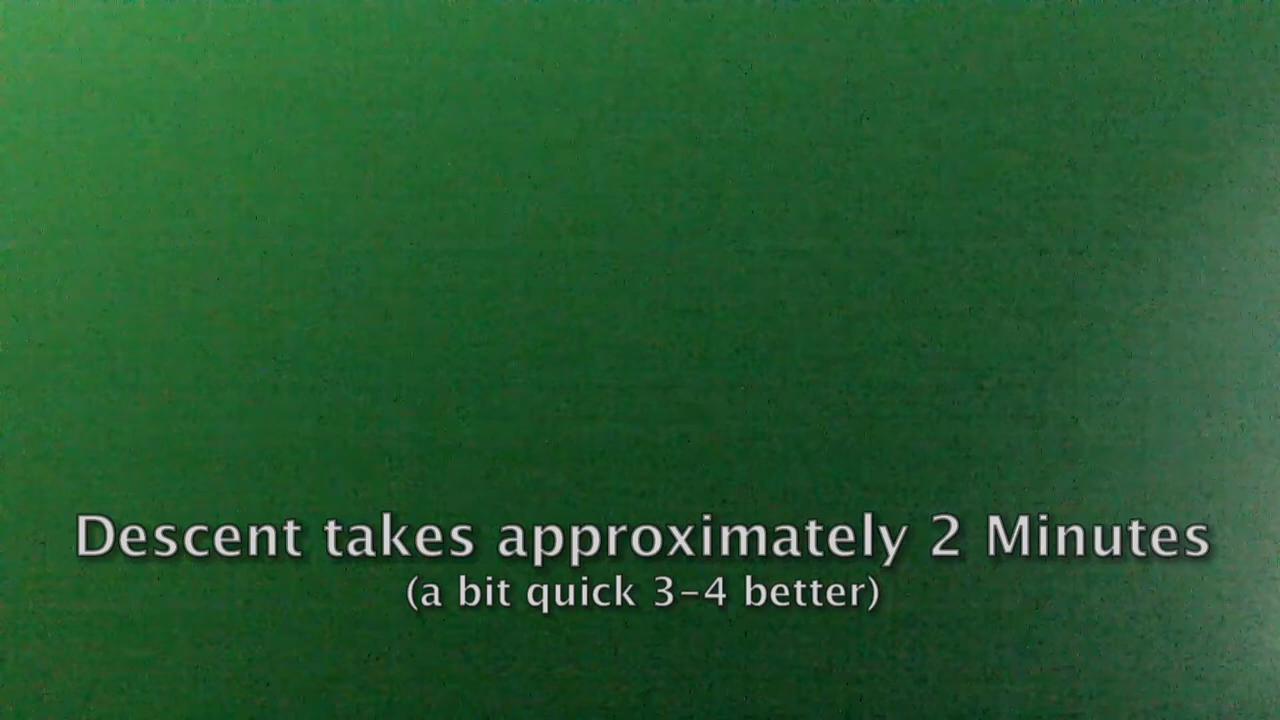 Descent takes approximately 2 Minutes
(a bit quick 3-4 better)